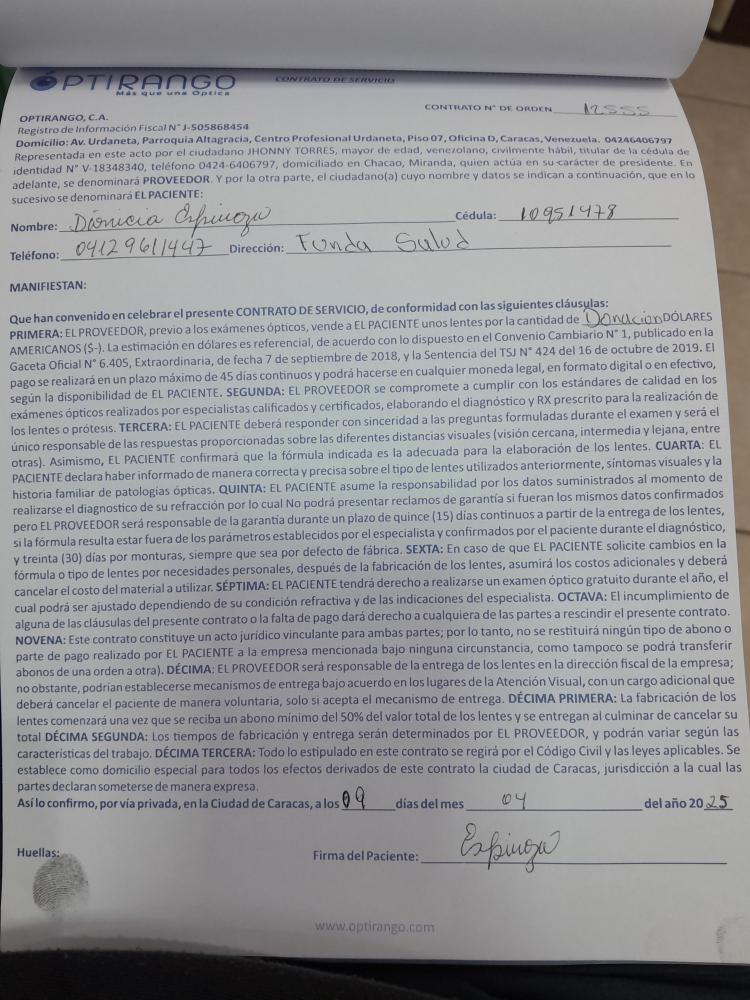 OPTIRANGO
Más que una Óptica
CONTRATO DE SERVICIO
CONTRATO N° DE ORDEN 12555
OPTIRANGO, C.A.
Registro de Información Fiscal N° J-505868454
Domicilio: Av. Urdaneta, Parroquia Altagracia, Centro Profesional Urdaneta, Piso 07, Oficina D, Caracas, Venezuela. 04246406797
Representada en este acto por el ciudadano JHONNY TORRES, mayor de edad, venezolano, civilmente hábil, titular de la cédula de
identidad N° V-18348340, teléfono 0424-6406797, domiciliado en Chacao, Miranda, quien actúa en su carácter de presidente. En
adelante, se denominará PROVEEDOR. Y por la otra parte, el ciudadano(a) cuyo nombre y datos se indican a continuación, que en lo
sucesivo se denominará EL PACIENTE:
Nombre: Dionicia Espinoza Cédula: 10951478
Teléfono: 04129611447 Dirección: Funda Salud
MANIFIESTAN:
Que han convenido en celebrar el presente CONTRATO DE SERVICIO, de conformidad con las siguientes cláusulas:
PRIMERA: EL PROVEEDOR, previo a los exámenes ópticos, vende a EL PACIENTE unos lentes por la cantidad de Donación DÓLARES
AMERICANOS ($-). La estimación en dólares es referencial, de acuerdo con lo dispuesto en el Convenio Cambiario N° 1, publicado en la
Gaceta Oficial N° 6.405, Extraordinaria, de fecha 7 de septiembre de 2018, y la Sentencia del TSJ N° 424 del 16 de octubre de 2019. El
pago se realizará en un plazo máximo de 45 días continuos y podrá hacerse en cualquier moneda legal, en formato digital o en efectivo,
según la disponibilidad de EL PACIENTE. SEGUNDA: EL PROVEEDOR se compromete a cumplir con los estándares de calidad en los
exámenes ópticos realizados por especialistas calificados y certificados, elaborando el diagnóstico y RX prescrito para la realización de
los lentes o prótesis. TERCERA: EL PACIENTE deberá responder con sinceridad a las preguntas formuladas durante el examen y será el
único responsable de las respuestas proporcionadas sobre las diferentes distancias visuales (visión cercana, intermedia y lejana, entre
otras). Asimismo, EL PACIENTE confirmará que la fórmula indicada es la adecuada para la elaboración de los lentes. CUARTA: EL
PACIENTE declara haber informado de manera correcta y precisa sobre el tipo de lentes utilizados anteriormente, síntomas visuales y la
historia familiar de patologías ópticas. QUINTA: EL PACIENTE asume la responsabilidad por los datos suministrados al momento de
realizarse el diagnostico de su refracción por lo cual No podrá presentar reclamos de garantía si fueran los mismos datos confirmados
pero EL PROVEEDOR será responsable de la garantía durante un plazo de quince (15) días continuos a partir de la entrega de los lentes,
si la fórmula resulta estar fuera de los parámetros establecidos por el especialista y confirmados por el paciente durante el diagnóstico,
y treinta (30) días por monturas, siempre que sea por defecto de fábrica. SEXTA: En caso de que EL PACIENTE solicite cambios en la
fórmula o tipo de lentes por necesidades personales, después de la fabricación de los lentes, asumirá los costos adicionales y deberá
cancelar el costo del material a utilizar. SÉPTIMA: EL PACIENTE tendrá derecho a realizarse un examen óptico gratuito durante el año, el
cual podrá ser ajustado dependiendo de su condición refractiva y de las indicaciones del especialista. OCTAVA: El incumplimiento de
alguna de las cláusulas del presente contrato o la falta de pago dará derecho a cualquiera de las partes a rescindir el presente contrato.
NOVENA: Este contrato constituye un acto jurídico vinculante para ambas partes; por lo tanto, no se restituirá ningún tipo de abono o
parte de pago realizado por EL PACIENTE a la empresa mencionada bajo ninguna circunstancia, como tampoco se podrá transferir
abonos de una orden a otra). DÉCIMA: EL PROVEEDOR será responsable de la entrega de los lentes en la dirección fiscal de la empresa;
no obstante, podrían establecerse mecanismos de entrega bajo acuerdo en los lugares de la Atención Visual, con un cargo adicional que
deberá cancelar el paciente de manera voluntaria, solo si acepta el mecanismo de entrega. DÉCIMA PRIMERA: La fabricación de los
lentes comenzará una vez que se reciba un abono mínimo del 50% del valor total de los lentes y se entregan al culminar de cancelar su
total DÉCIMA SEGUNDA: Los tiempos de fabricación y entrega serán determinados por EL PROVEEDOR, y podrán variar según las
características del trabajo. DÉCIMA TERCERA: Todo lo estipulado en este contrato se regirá por el Código Civil y las leyes aplicables. Se
establece como domicilio especial para todos los efectos derivados de este contrato la ciudad de Caracas, jurisdicción a la cual las
partes declaran someterse de manera expresa.
Así lo confirmo, por vía privada, en la Ciudad de Caracas, a los 09 días del mes 04 del año 2025
Huellas: Firma del Paciente: Espinoza
www.optirango.com